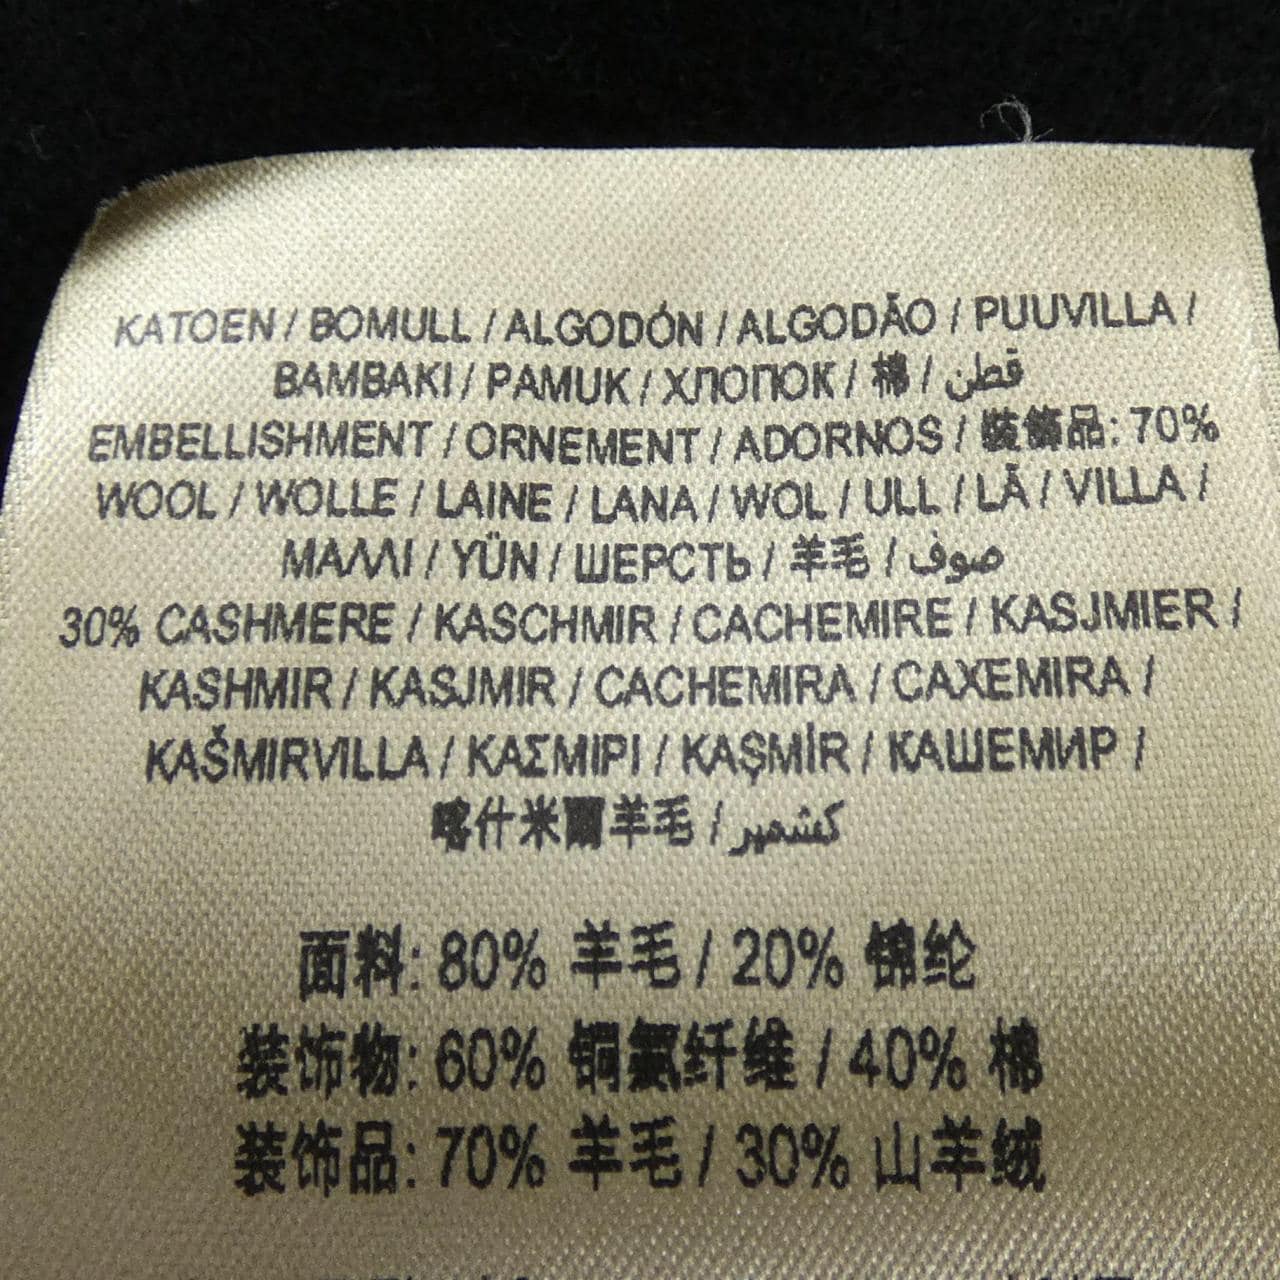 KATOEN / BOMULL / ALGODÓN / ALGODÃO / PUUVILLA /
BAMBAKI / PAMUK / ХЛОПОК / 棉 / قطن
EMBELLISHMENT / ORNEMENT / ADORNOS / 裝飾品: 70%
WOOL / WOLLE / LAINE / LANA / WOL / ULL / LÃ / VILLA /
ΜΑΛΛΙ / YÜN / ШЕРСТЬ / 羊毛 / صوف
30% CASHMERE / KASCHMIR / CACHEMIRE / KASJMIER /
KASHMIR / KASJMIR / CACHEMIRA / CAXEMIRA /
KAŠMIRVILLA / ΚΑΣΜΙΡΙ / KAŞMİR / КАШЕМИР /
喀什米爾羊毛 / كشمير
面料: 80% 羊毛 / 20% 锦纶
装饰物: 60% 铜氨纤维 / 40% 棉
装饰品: 70% 羊毛 / 30% 山羊绒